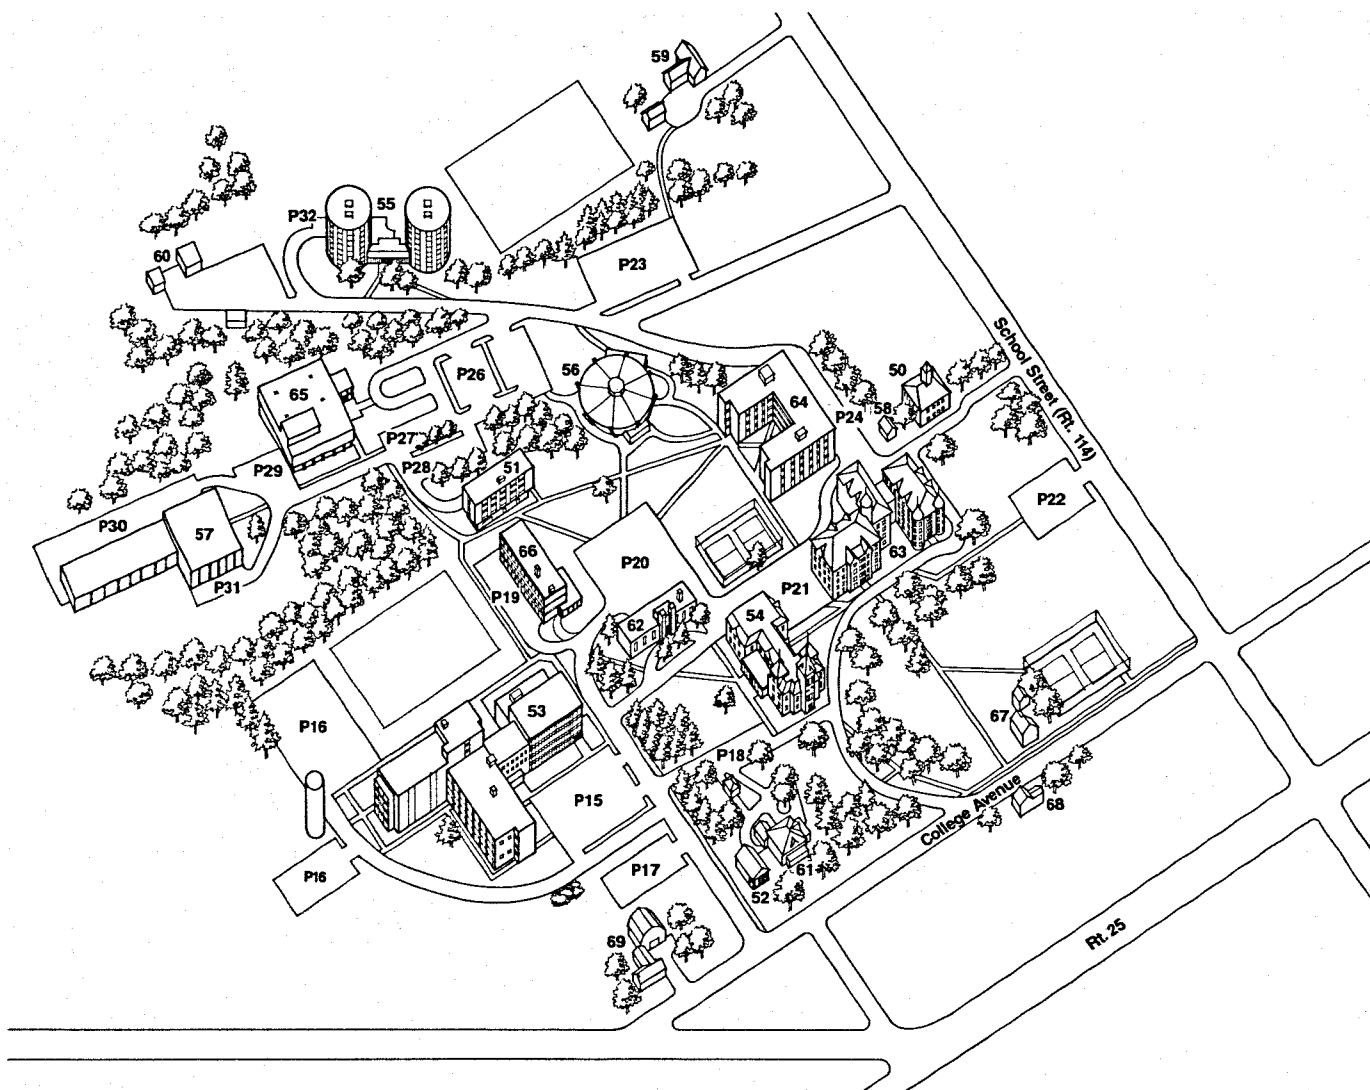 59
55
P32
60
P23
School Street (Rt. 114)
P26
56
50
65
64
58
P24
P27
P28
51
P29
P22
P30
57
66
63
P20
P31
P19
P21
62
54
P16
53
67
P18
P15
68
College Avenue
P16
P17
61
52
Rt. 25
69